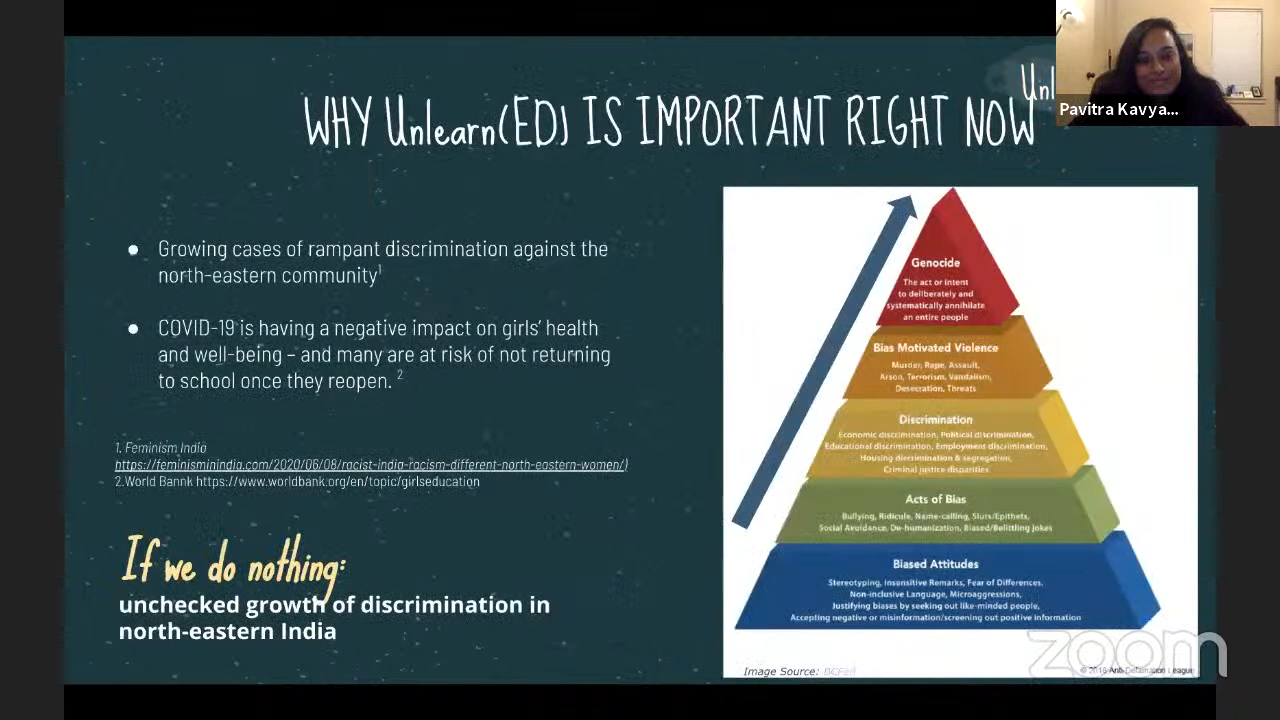 WHY Unlearn(ED) IS IMPORTANT RIGHT NOW
Unl
Pavitra Kavya...
● Growing cases of rampant discrimination against the
north-eastern community¹
● COVID-19 is having a negative impact on girls' health
and well-being – and many are at risk of not returning
to school once they reopen. ²
1. Feminism India
https://feminisminindia.com/2020/06/08/racist-india-racism-different-north-eastern-women/)
2.World Bannk https://www.worldbank.org/en/topic/girlseducation
If we do nothing:
unchecked growth of discrimination in
north-eastern India
Genocide
The act or intent
to deliberately and
systematically annihilate
an entire people
Bias Motivated Violence
Murder, Rape, Assault,
Arson, Terrorism, Vandalism,
Desecration, Threats
Discrimination
Economic discrimination, Political discrimination,
Educational discrimination, Employment discrimination,
Housing discrimination & segregation,
Criminal justice disparities
Acts of Bias
Bullying, Ridicule, Name-calling, Slurs/Epithets,
Social Avoidance, De-humanization, Biased/Belittling jokes
Biased Attitudes
Stereotyping, Insensitive Remarks, Fear of Differences,
Non-inclusive Language, Microaggressions,
Justifying biases by seeking out like-minded people,
Accepting negative or misinformation/screening out positive information
Image Source: BCFed
© 2018 Anti-Defamation League
zoom